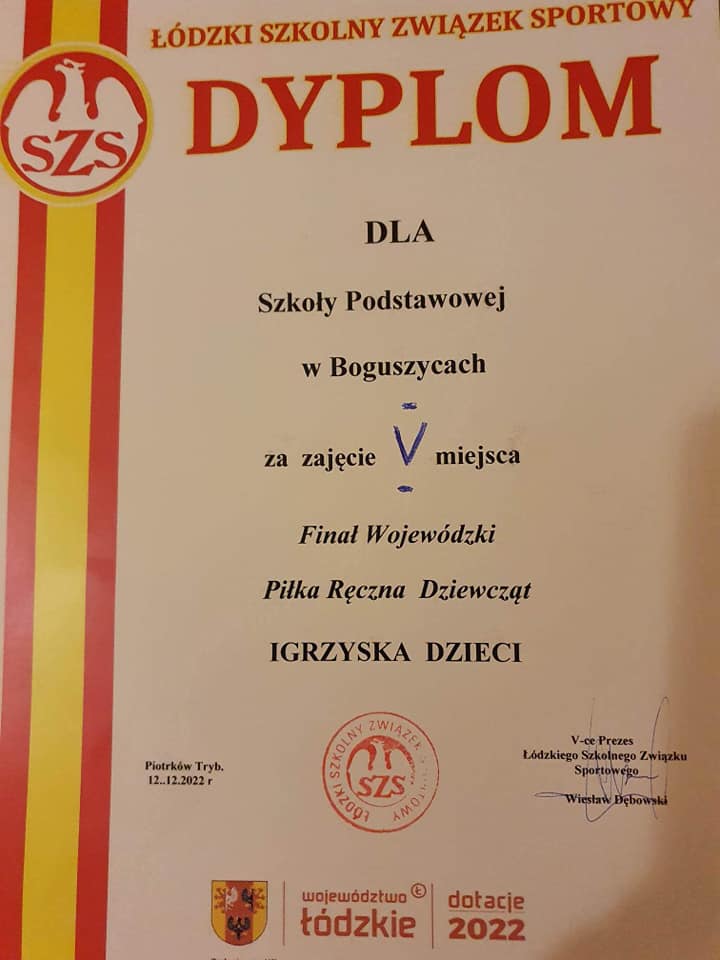 ŁÓDZKI SZKOLNY ZWIĄZEK SPORTOWY
SZS
DYPLOM
DLA
Szkoły Podstawowej
w Boguszycach
za zajęcie V miejsca
Finał Wojewódzki
Piłka Ręczna Dziewcząt
IGRZYSKA DZIECI
Piotrków Tryb.
12..12.2022 r
ŁÓDZKI SZKOLNY ZWIĄZEK SPORTOWY
SZS
V-ce Prezes
Łódzkiego Szkolnego Związku
Sportowego
Wiesław Dębowski
województwo
łódzkie
dotacje
2022